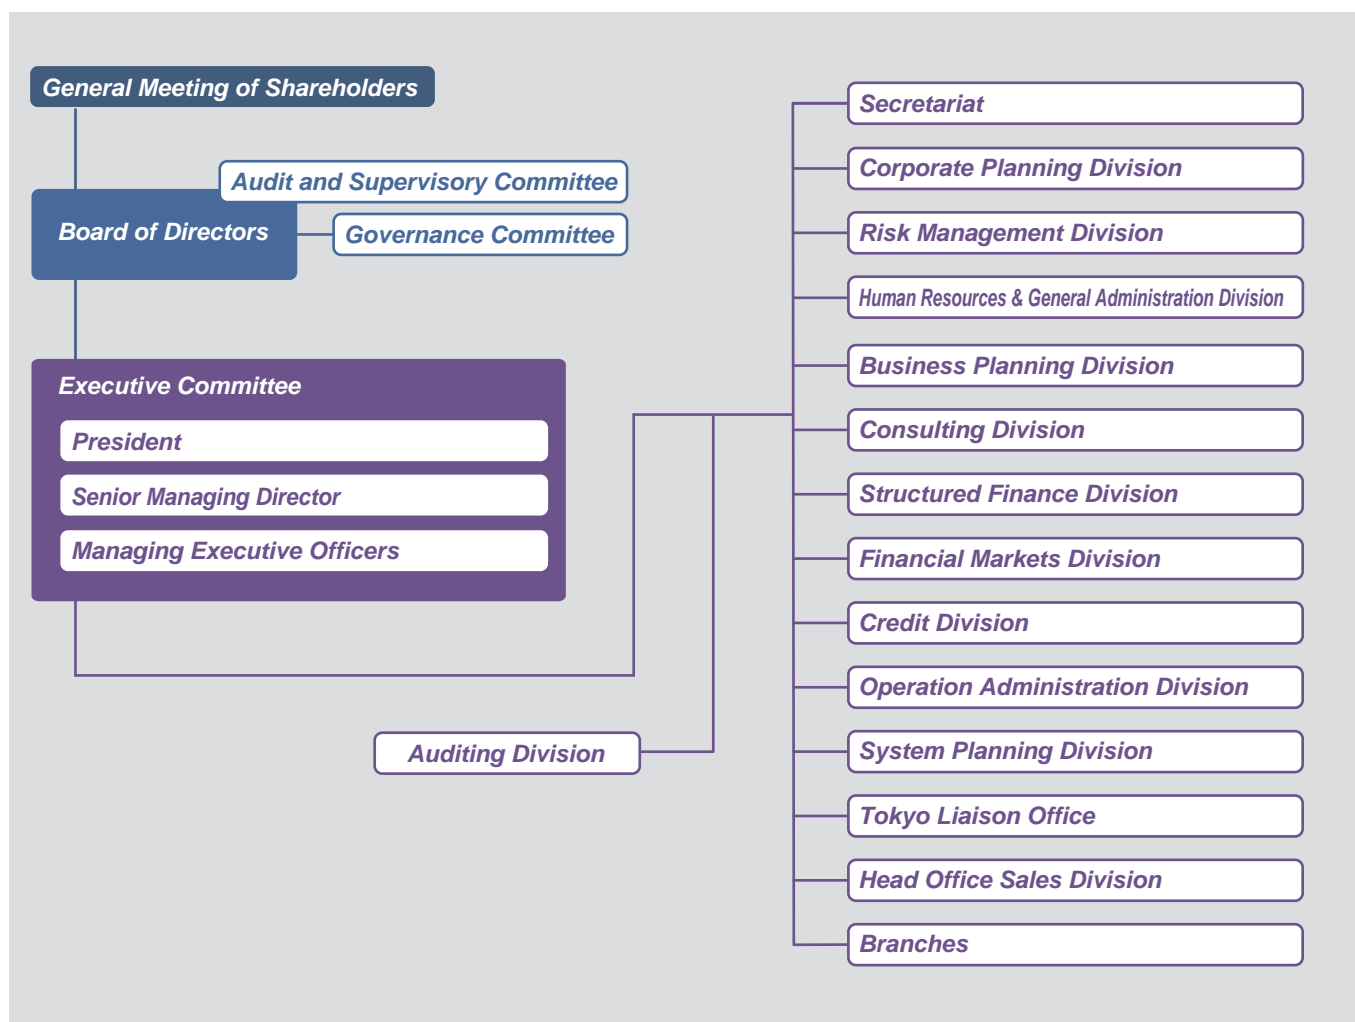 General Meeting of Shareholders
Audit and Supervisory Committee
Board of Directors
Governance Committee
Executive Committee
President
Senior Managing Director
Managing Executive Officers
Auditing Division
Secretariat
Corporate Planning Division
Risk Management Division
Human Resources & General Administration Division
Business Planning Division
Consulting Division
Structured Finance Division
Financial Markets Division
Credit Division
Operation Administration Division
System Planning Division
Tokyo Liaison Office
Head Office Sales Division
Branches